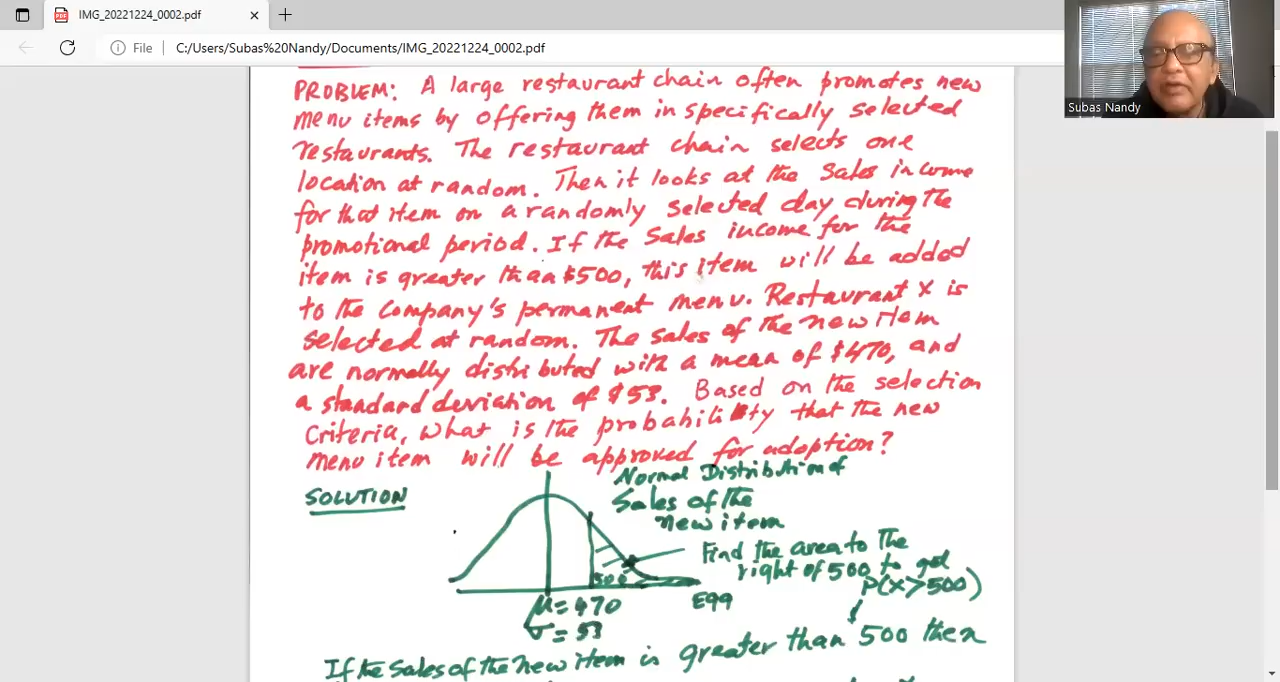 IMG_20221224_0002.pdf
File
C:/Users/Subas%20Nandy/Documents/IMG_20221224_0002.pdf
Subas Nandy
PROBLEM: A large restaurant chain often promotes new
menu items by offering them in specifically selected
restaurants. The restaurant chain selects one
location at random. Then it looks at the sales income
for that item on a randomly selected day during the
promotional period. If the sales income for the
item is greater than $500, this item will be added
to the company's permanent menu. Restaurant X is
selected at random. The sales of the new item
are normally distributed with a mean of $470, and
a standard deviation of $53. Based on the selection
criteria, what is the probability that the new
menu item will be approved for adoption?
SOLUTION
Normal Distribution of
Sales of the
new item
Find the area to the
right of 500 to get
P(X>500)
500
E99
μ=470
σ=53
If the sales of the new item is greater than 500 then